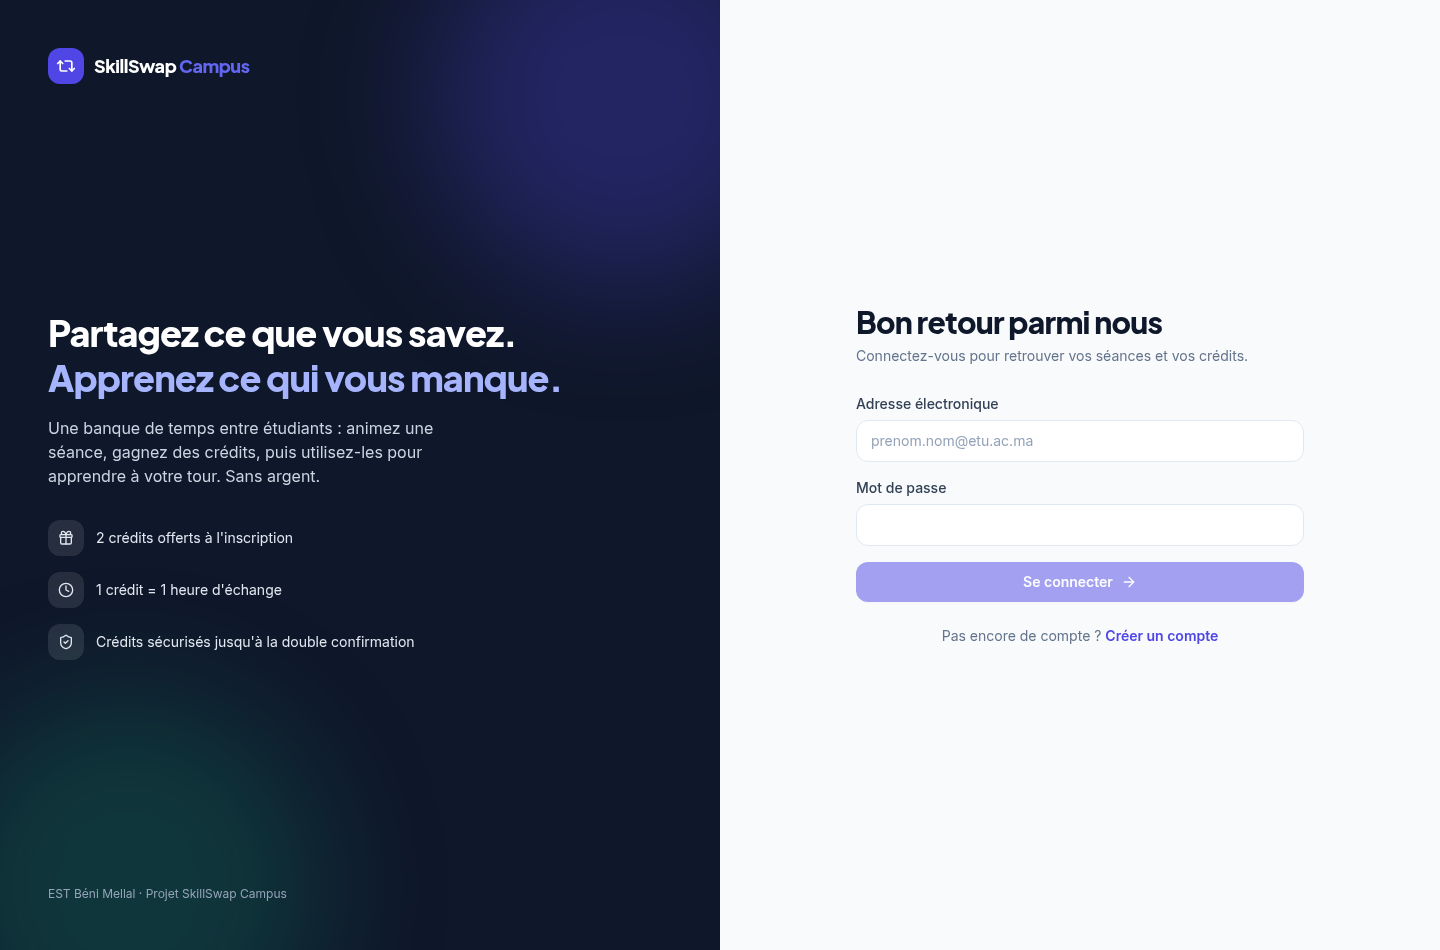 SkillSwap Campus
Partagez ce que vous savez.
Apprenez ce qui vous manque.
Une banque de temps entre étudiants : animez une
séance, gagnez des crédits, puis utilisez-les pour
apprendre à votre tour. Sans argent.
2 crédits offerts à l'inscription
1 crédit = 1 heure d'échange
Crédits sécurisés jusqu'à la double confirmation
EST Béni Mellal · Projet SkillSwap Campus
Bon retour parmi nous
Connectez-vous pour retrouver vos séances et vos crédits.
Adresse électronique
prenom.nom@etu.ac.ma
Mot de passe
Se connecter
Pas encore de compte ? Créer un compte